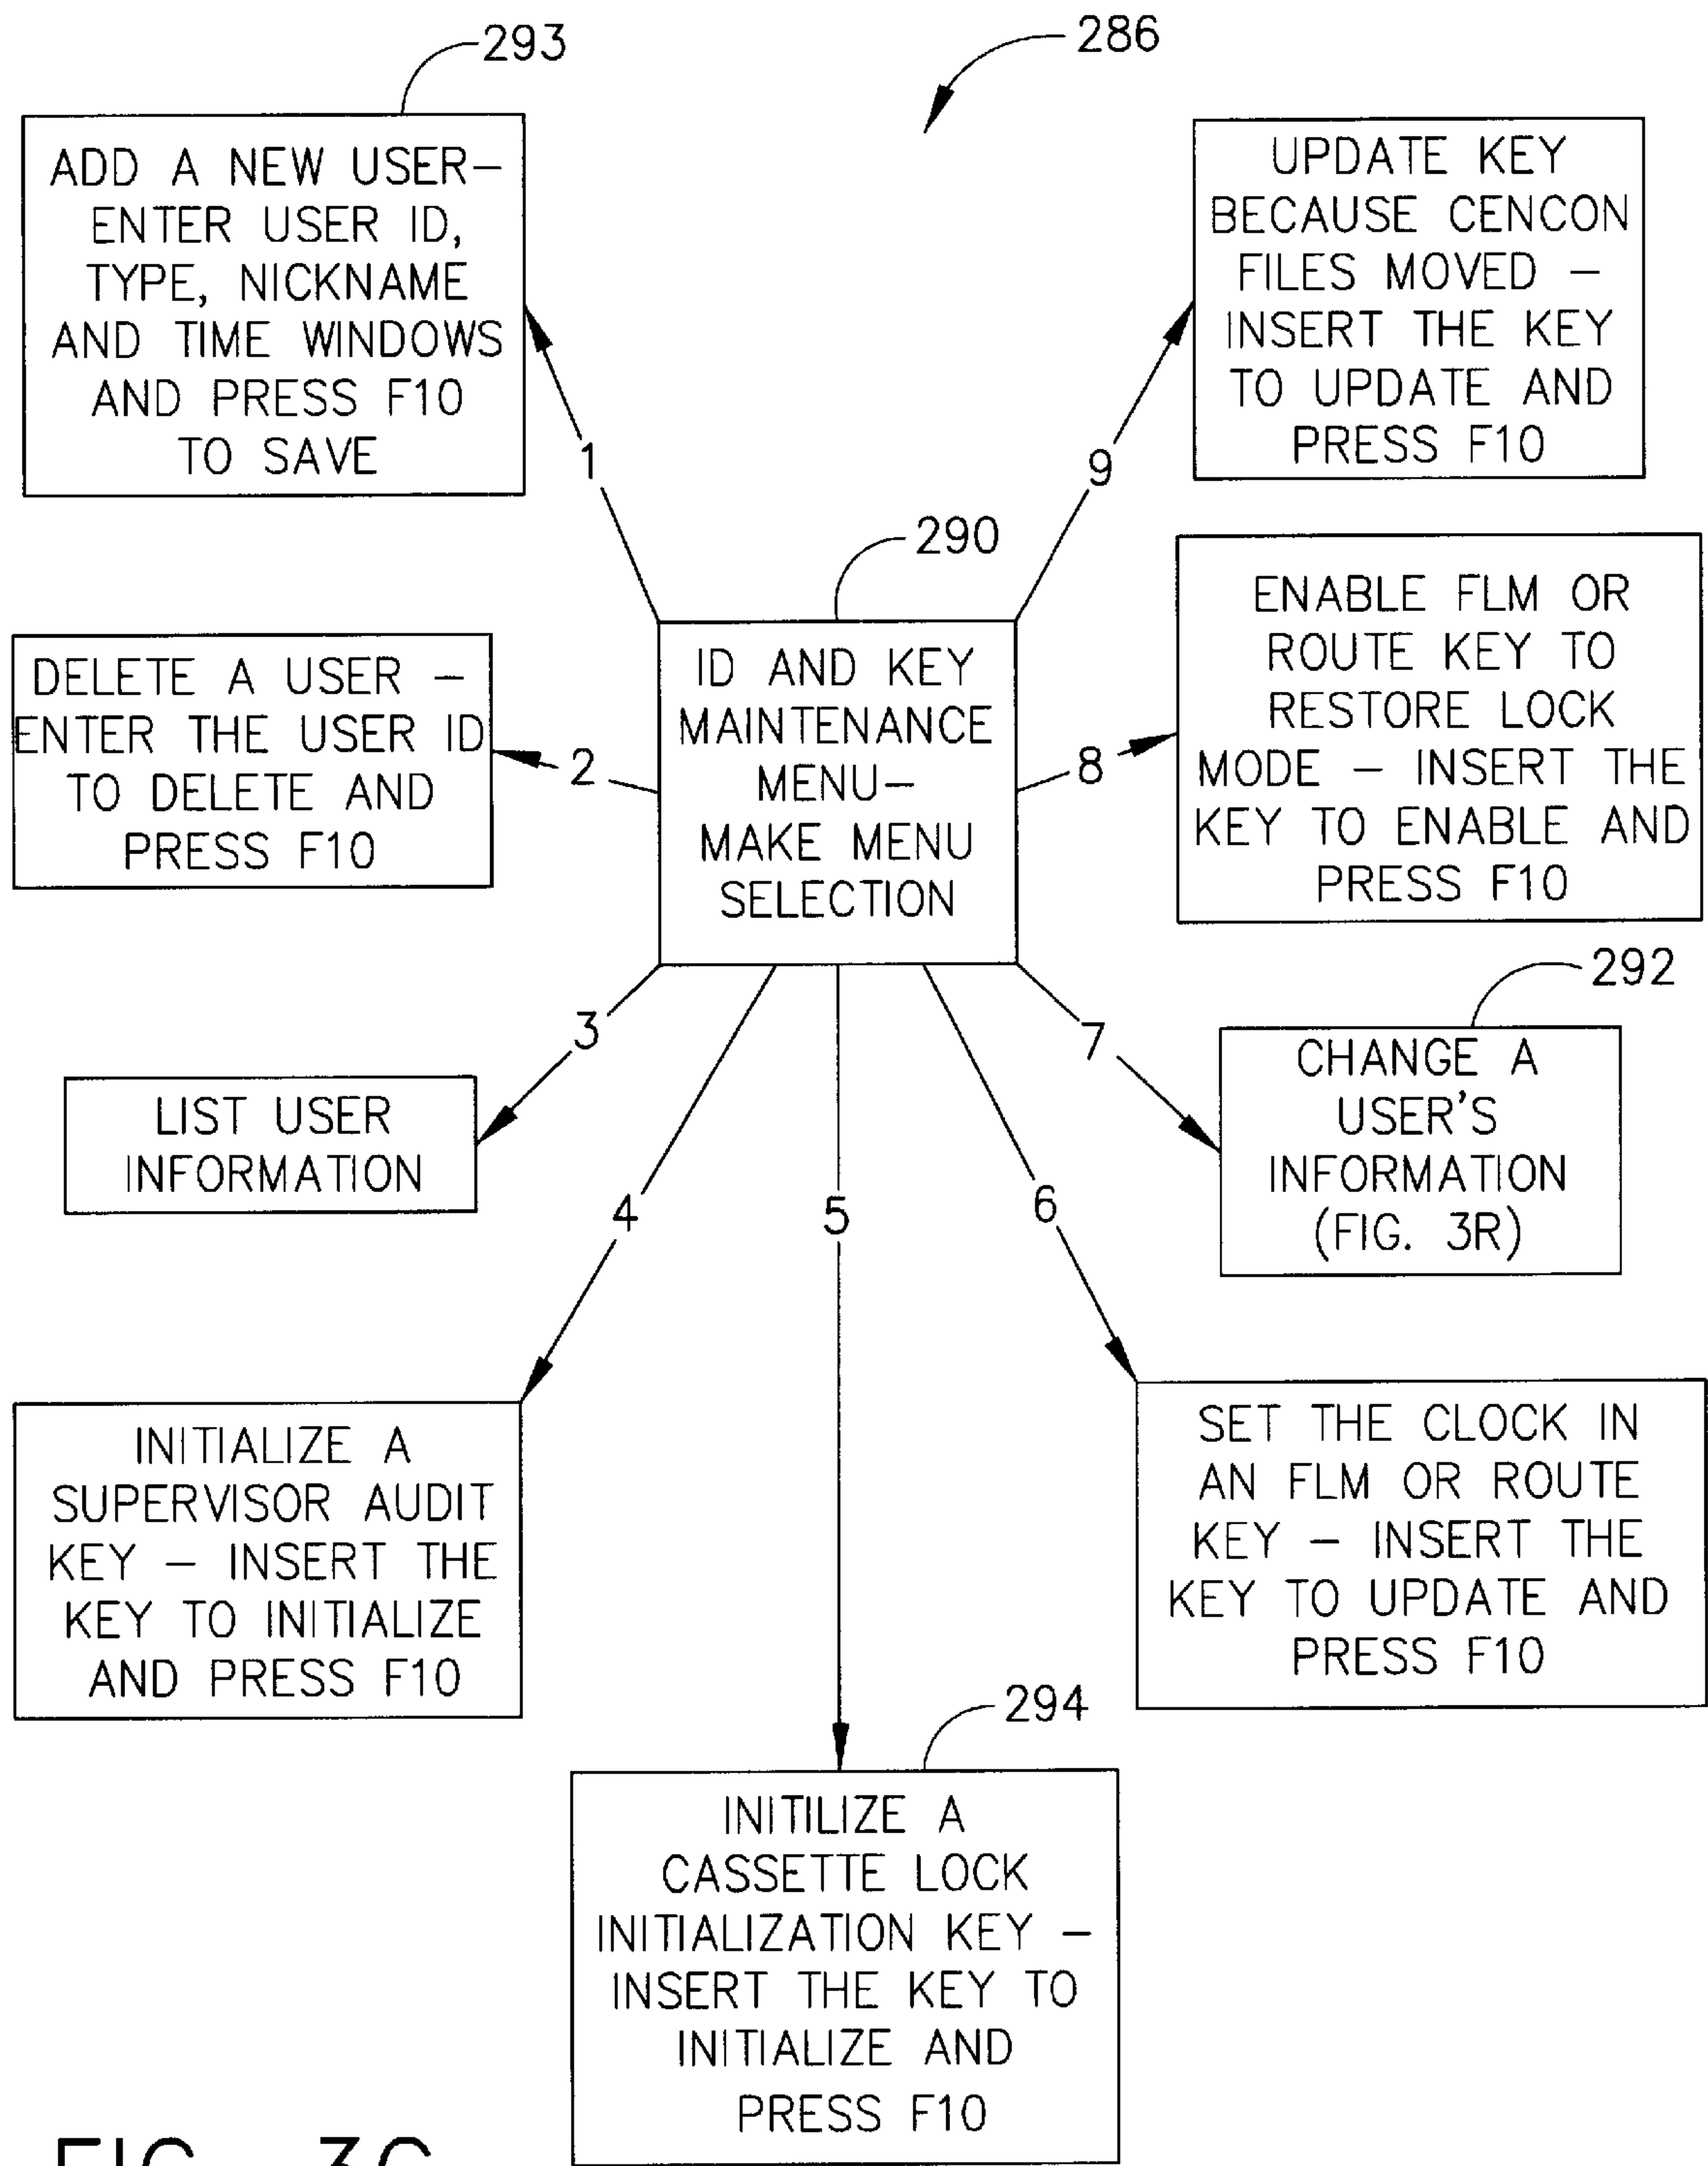 293
286
ADD A NEW USER–
ENTER USER ID,
TYPE, NICKNAME
AND TIME WINDOWS
AND PRESS F10
TO SAVE
UPDATE KEY
BECAUSE CENCON
FILES MOVED –
INSERT THE KEY
TO UPDATE AND
PRESS F10
1
9
290
DELETE A USER –
ENTER THE USER ID
TO DELETE AND
PRESS F10
2
ID AND KEY
MAINTENANCE
MENU–
MAKE MENU
SELECTION
8
ENABLE FLM OR
ROUTE KEY TO
RESTORE LOCK
MODE – INSERT THE
KEY TO ENABLE AND
PRESS F10
292
3
7
LIST USER
INFORMATION
CHANGE A
USER'S
INFORMATION
(FIG. 3R)
4
5
6
INITIALIZE A
SUPERVISOR AUDIT
KEY – INSERT THE
KEY TO INITIALIZE
AND PRESS F10
SET THE CLOCK IN
AN FLM OR ROUTE
KEY – INSERT THE
KEY TO UPDATE AND
PRESS F10
294
INITILIZE A
CASSETTE LOCK
INITIALIZATION KEY –
INSERT THE KEY TO
INITIALIZE AND
PRESS F10
FIG. 3